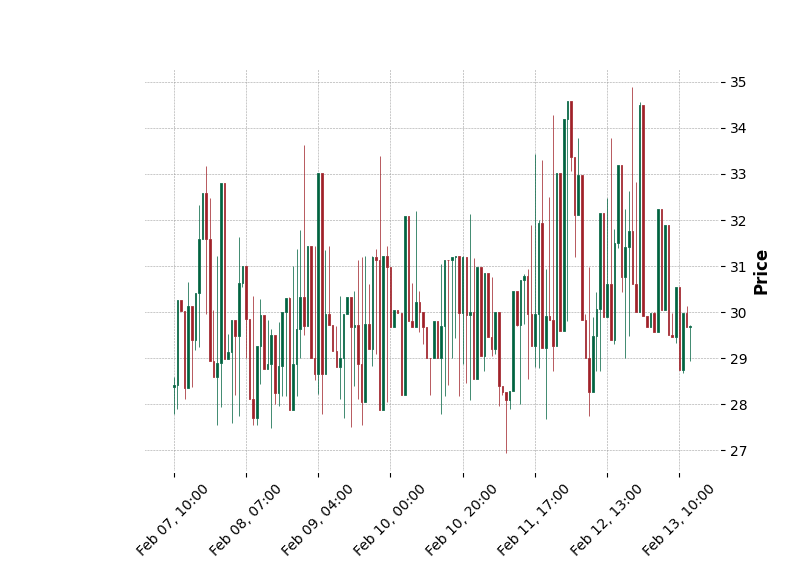 35
34
33
32
31
30
29
28
27
Price
Feb 07, 10:00
Feb 08, 07:00
Feb 09, 04:00
Feb 10, 00:00
Feb 10, 20:00
Feb 11, 17:00
Feb 12, 13:00
Feb 13, 10:00